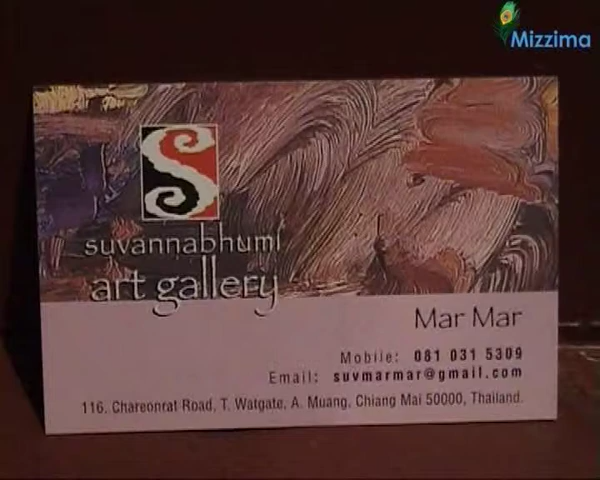 Mizzima
S
suvannabhumi
art gallery
Mar Mar
Mobile: 081 031 5309
Email: suvmarmar@gmail.com
116, Chareonrat Road, T. Watgate, A. Muang, Chiang Mai 50000, Thailand.